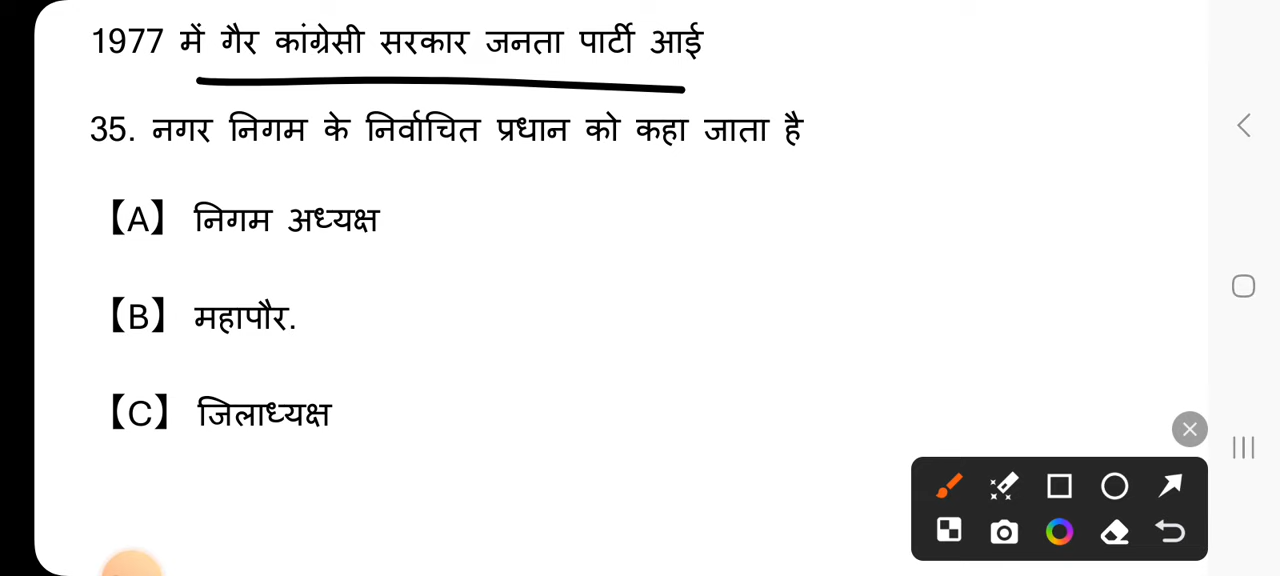 1977 में गैर कांग्रेसी सरकार जनता पार्टी आई
35. नगर निगम के निर्वाचित प्रधान को कहा जाता है
【A】 निगम अध्यक्ष
【B】 महापौर.
【C】 जिलाध्यक्ष